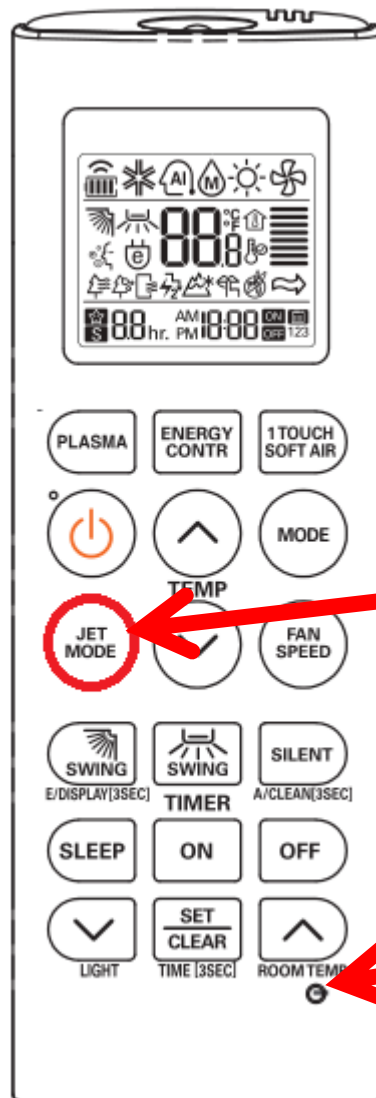 AI M
°C °F
88.8
e
S 8.8 hr. AM PM 18:88 ON OFF 123
PLASMA ENERGY CONTR 1 TOUCH SOFT AIR
MODE
TEMP
JET MODE FAN SPEED
SWING SWING SILENT
E/DISPLAY[3SEC] TIMER A/CLEAN[3SEC]
SLEEP ON OFF
SET
CLEAR
LIGHT TIME [3SEC] ROOM TEMP